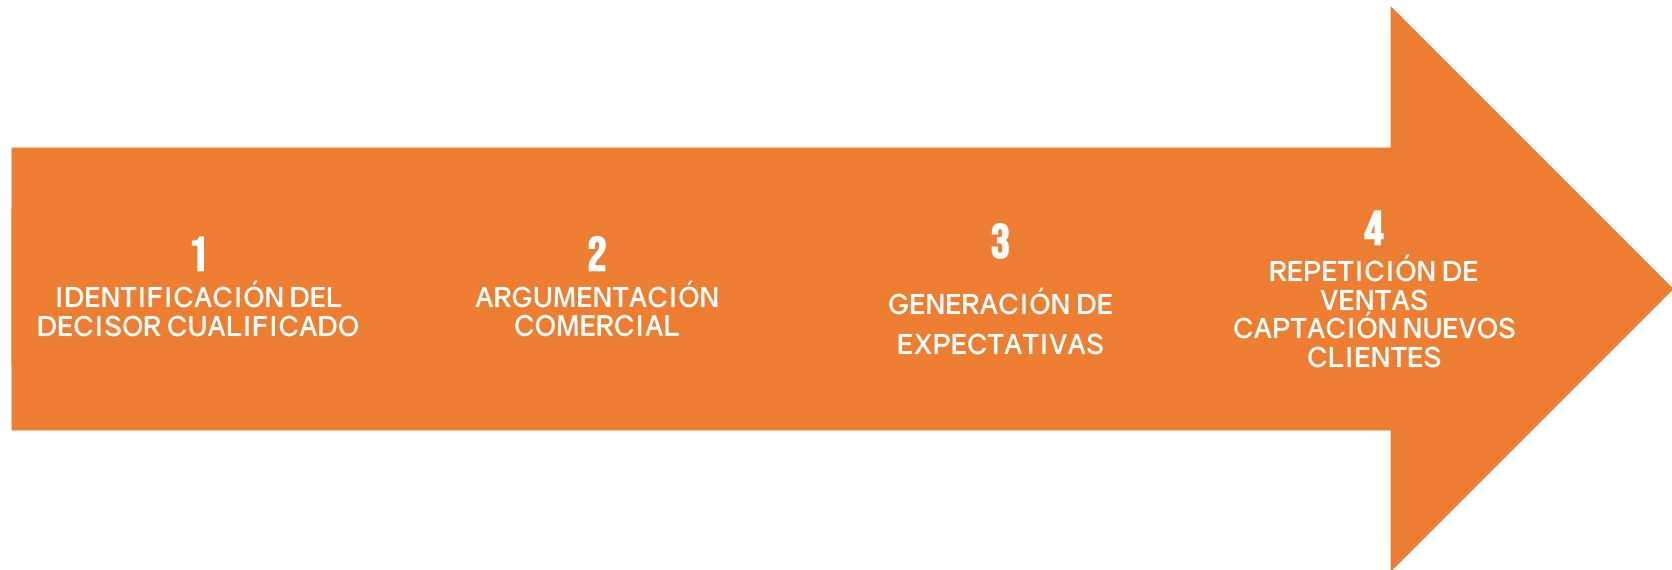 1
IDENTIFICACIÓN DEL
DECISOR CUALIFICADO
2
ARGUMENTACIÓN
COMERCIAL
3
GENERACIÓN DE
EXPECTATIVAS
4
REPETICIÓN DE
VENTAS
CAPTACIÓN NUEVOS
CLIENTES